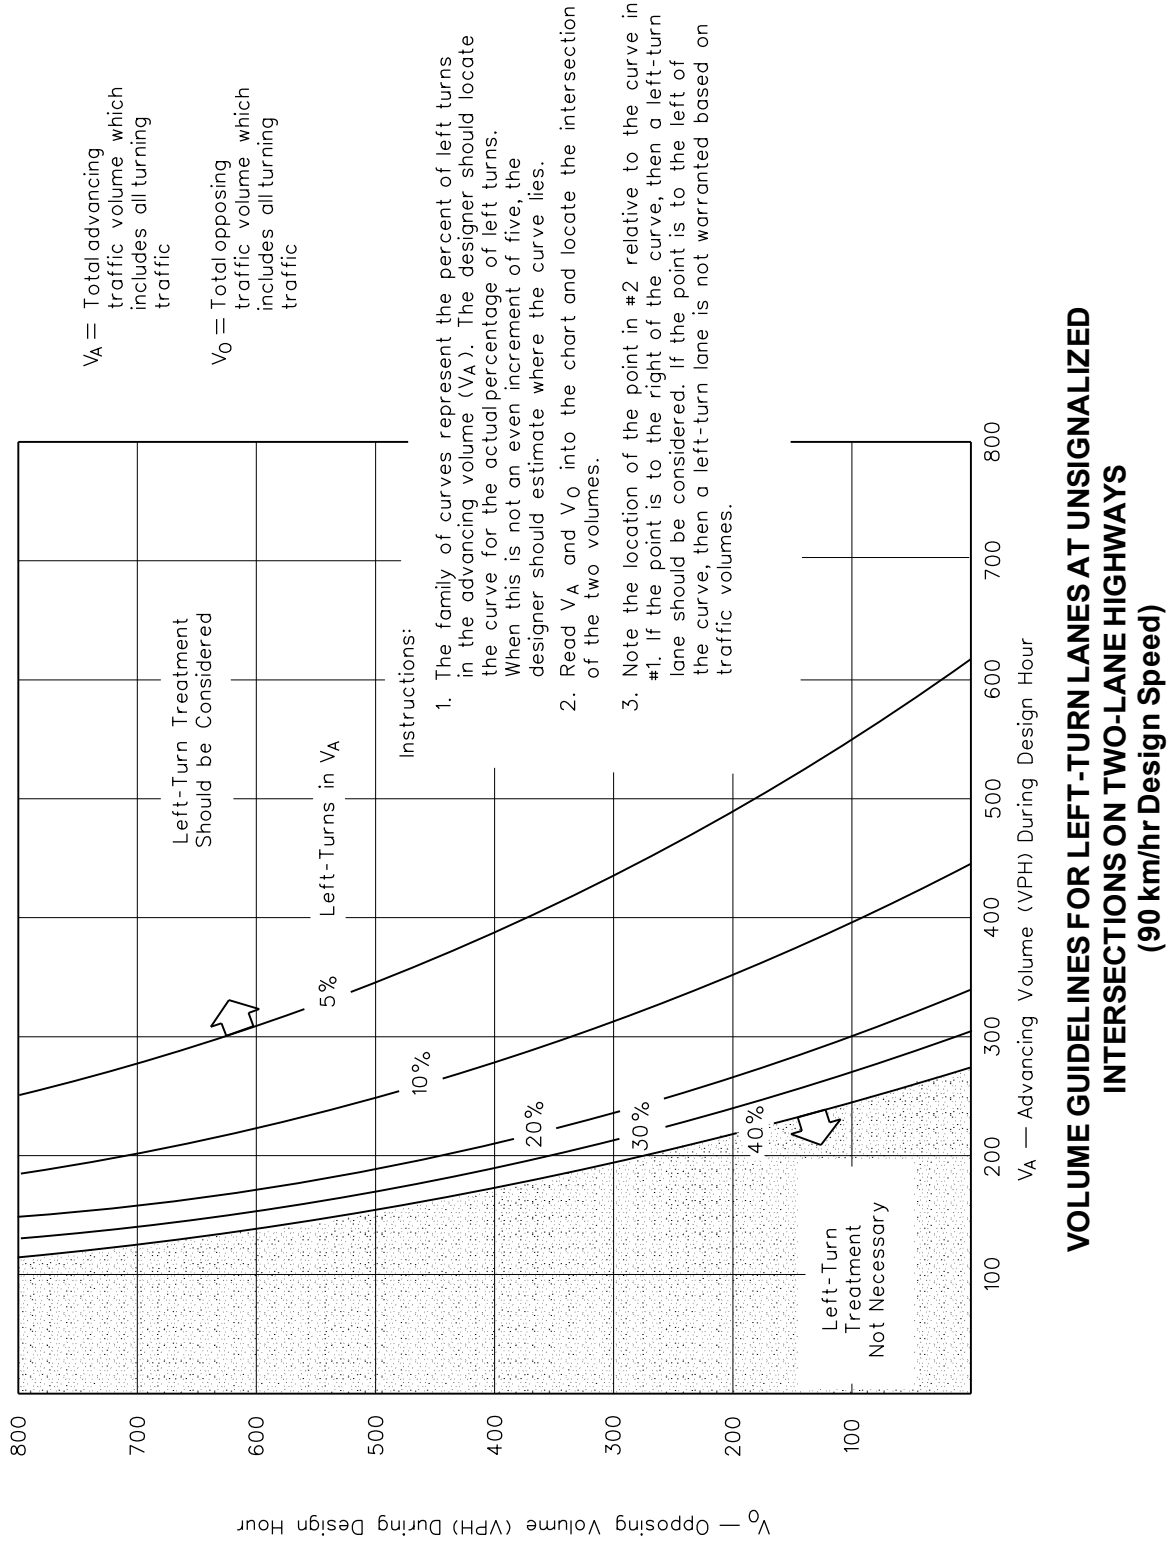 V_A = Total advancing
traffic volume which
includes all turning
traffic
V_O = Total opposing
traffic volume which
includes all turning
traffic
Left-Turn Treatment
Should be Considered
Left-Turns in V_A
5%
10%
20%
30%
40%
Left-Turn
Treatment
Not Necessary
Instructions:
1. The family of curves represent the percent of left turns
in the advancing volume (V_A). The designer should locate
the curve for the actual percentage of left turns.
When this is not an even increment of five, the
designer should estimate where the curve lies.
2. Read V_A and V_O into the chart and locate the intersection
of the two volumes.
3. Note the location of the point in #2 relative to the curve in
#1. If the point is to the right of the curve, then a left-turn
lane should be considered. If the point is to the left of
the curve, then a left-turn lane is not warranted based on
traffic volumes.
800
700
600
500
400
300
200
100
V_O — Opposing Volume (VPH) During Design Hour
100
200
300
400
500
600
700
800
V_A — Advancing Volume (VPH) During Design Hour
VOLUME GUIDELINES FOR LEFT-TURN LANES AT UNSIGNALIZED
INTERSECTIONS ON TWO-LANE HIGHWAYS
(90 km/hr Design Speed)